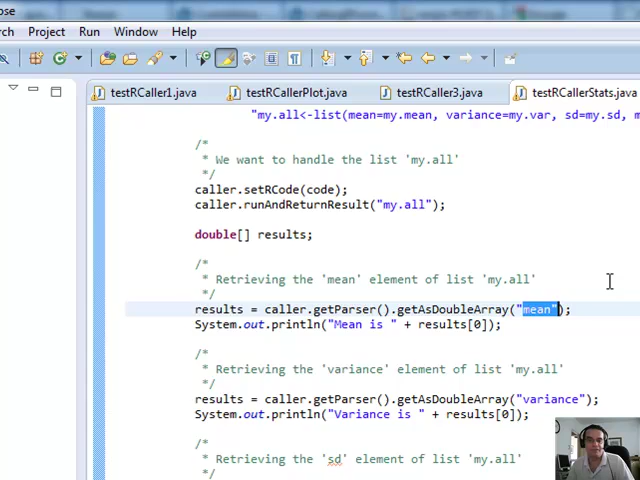 pse
rch Project Run Window Help
testRCaller1.java testRCallerPlot.java testRCaller3.java testRCallerStats.java
"my.all<-list(mean=my.mean, variance=my.var, sd=my.sd, m
/*
* We want to handle the list 'my.all'
*/
caller.setRCode(code);
caller.runAndReturnResult("my.all");
double[] results;
/*
* Retrieving the 'mean' element of list 'my.all'
*/
results = caller.getParser().getAsDoubleArray("mean");
System.out.println("Mean is " + results[0]);
/*
* Retrieving the 'variance' element of list 'my.all'
*/
results = caller.getParser().getAsDoubleArray("variance");
System.out.println("Variance is " + results[0]);
/*
* Retrieving the 'sd' element of list 'my.all'
*/